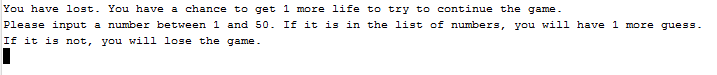 You have lost. You have a chance to get 1 more life to try to continue the game.
Please input a number between 1 and 50. If it is in the list of numbers, you will have 1 more guess.
If it is not, you will lose the game.